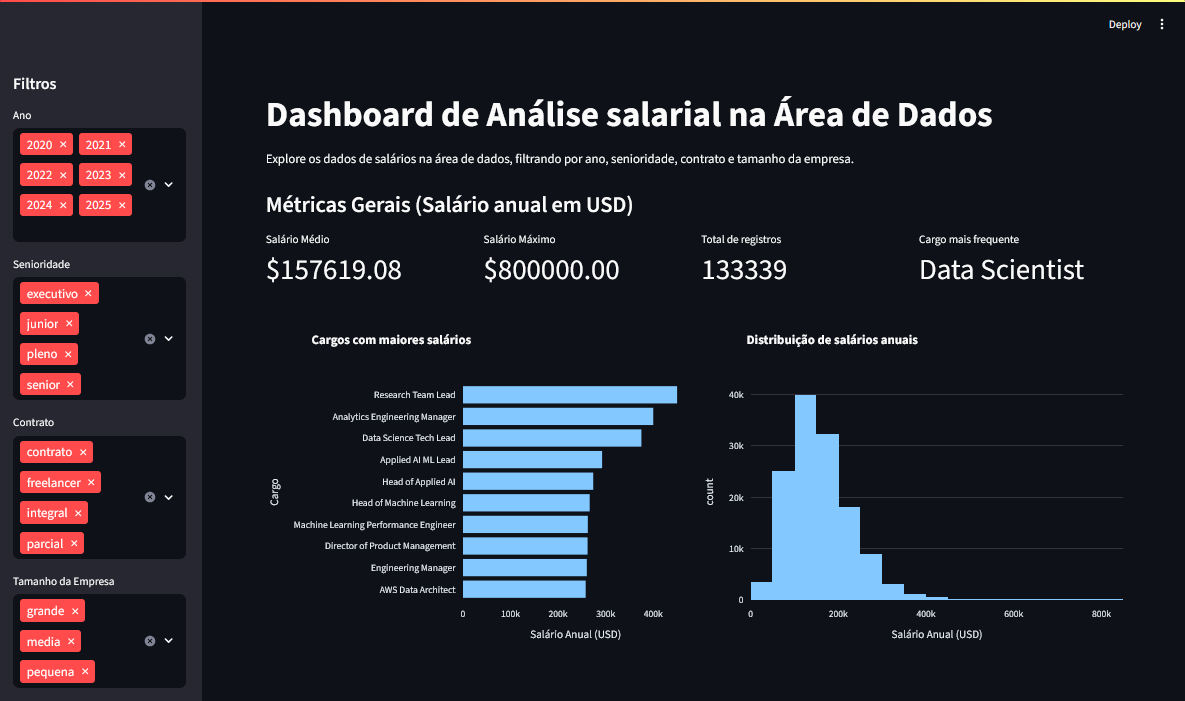 Deploy
Filtros
Ano
2020 × 2021 ×
2022 × 2023 ×
2024 × 2025 ×
Senioridade
executivo ×
junior ×
pleno ×
senior ×
Contrato
contrato ×
freelancer ×
integral ×
parcial ×
Tamanho da Empresa
grande ×
media ×
pequena ×
Dashboard de Análise salarial na Área de Dados
Explore os dados de salários na área de dados, filtrando por ano, senioridade, contrato e tamanho da empresa.
Métricas Gerais (Salário anual em USD)
Salário Médio
$157619.08
Salário Máximo
$800000.00
Total de registros
133339
Cargo mais frequente
Data Scientist
Cargos com maiores salários
Cargo
Research Team Lead
Analytics Engineering Manager
Data Science Tech Lead
Applied AI ML Lead
Head of Applied AI
Head of Machine Learning
Machine Learning Performance Engineer
Director of Product Management
Engineering Manager
AWS Data Architect
0 100k 200k 300k 400k
Salário Anual (USD)
Distribuição de salários anuais
count
40k
30k
20k
10k
0
0 200k 400k 600k 800k
Salário Anual (USD)